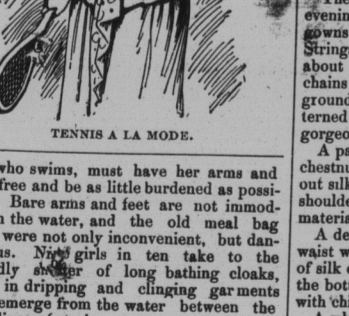 TENNIS A LA MODE.
who swims, must have her arms and
free and be as little burdened as possi-
Bare arms and feet are not immod-
the water, and the old meal bag
were not only inconvenient, but dan-
us. girls in ten take to the
of long bathing cloaks,
in dripping and clinging garments
emerge from the water between the
evening
gowns
String
about
chains
ground
terned
gorgeo
A pa
chestnu
out silk
shoulde
materia
A de
waist w
of silk
the bot
with chi